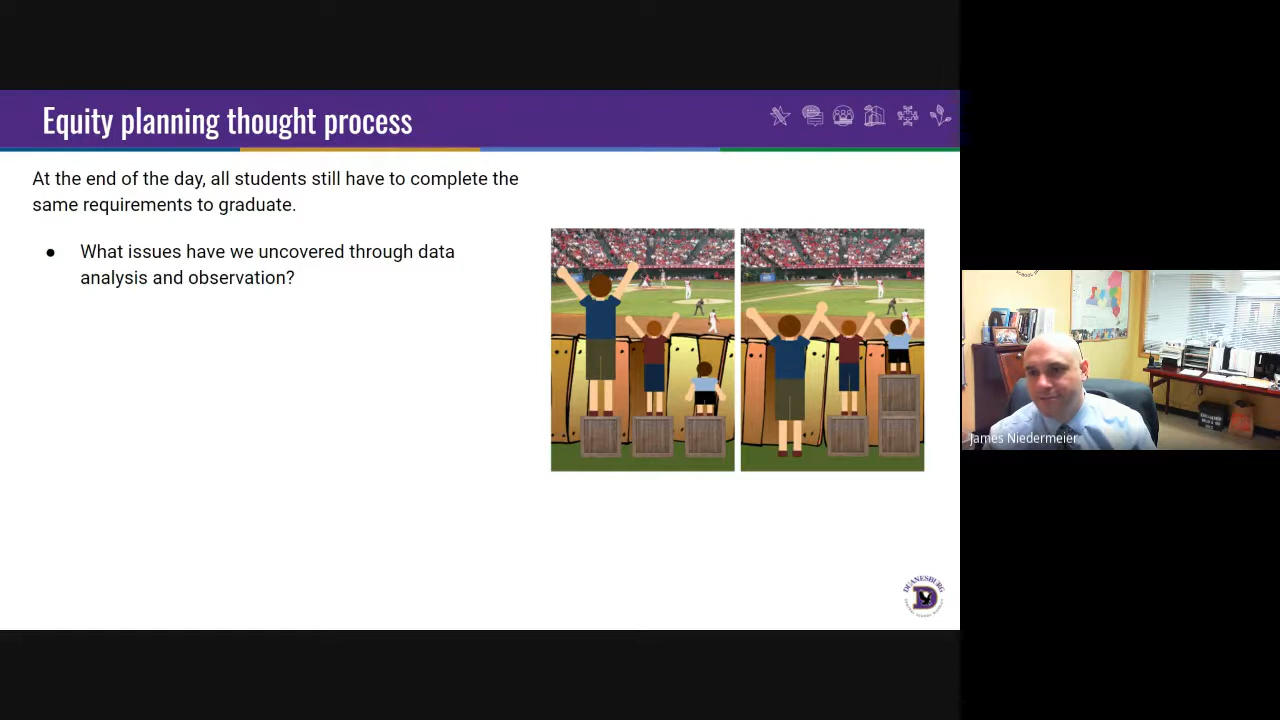 Equity planning thought process
At the end of the day, all students still have to complete the
same requirements to graduate.
● What issues have we uncovered through data
analysis and observation?
James Niedermeier
DUANESBURG
D